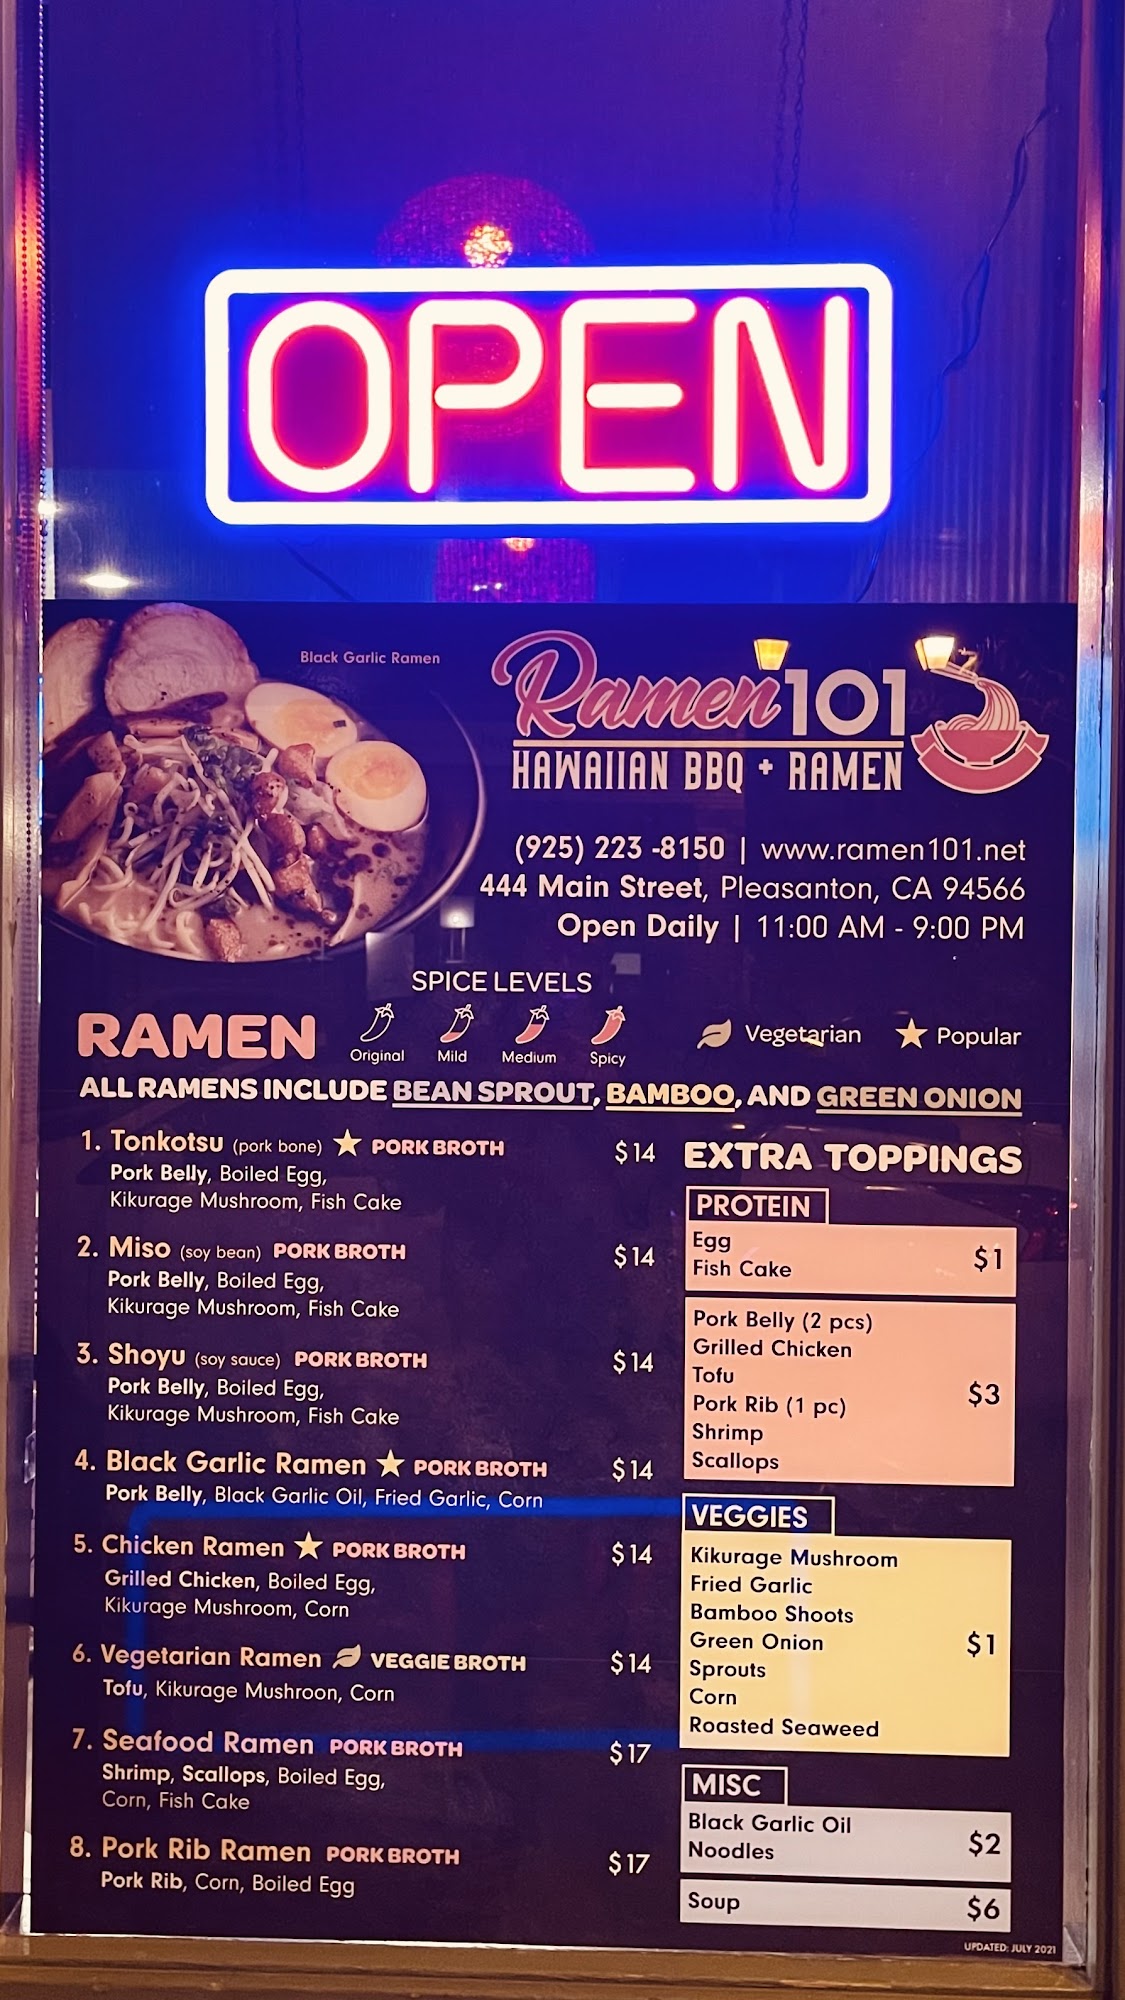 OPEN
Black Garlic Ramen
Ramen 101
HAWAIIAN BBQ + RAMEN
(925) 223 -8150 | www.ramen101.net
444 Main Street, Pleasanton, CA 94566
Open Daily | 11:00 AM - 9:00 PM
SPICE LEVELS
RAMEN
Original Mild Medium Spicy
Vegetarian Popular
ALL RAMENS INCLUDE BEAN SPROUT, BAMBOO, AND GREEN ONION
1. Tonkotsu (pork bone) PORK BROTH $14
Pork Belly, Boiled Egg,
Kikurage Mushroom, Fish Cake
2. Miso (soy bean) PORK BROTH $14
Pork Belly, Boiled Egg,
Kikurage Mushroom, Fish Cake
3. Shoyu (soy sauce) PORK BROTH $14
Pork Belly, Boiled Egg,
Kikurage Mushroom, Fish Cake
4. Black Garlic Ramen PORK BROTH $14
Pork Belly, Black Garlic Oil, Fried Garlic, Corn
5. Chicken Ramen PORK BROTH $14
Grilled Chicken, Boiled Egg,
Kikurage Mushroom, Corn
6. Vegetarian Ramen VEGGIE BROTH $14
Tofu, Kikurage Mushroon, Corn
7. Seafood Ramen PORK BROTH $17
Shrimp, Scallops, Boiled Egg,
Corn, Fish Cake
8. Pork Rib Ramen PORK BROTH $17
Pork Rib, Corn, Boiled Egg
EXTRA TOPPINGS
PROTEIN
Egg
Fish Cake
$1
Pork Belly (2 pcs)
Grilled Chicken
Tofu
Pork Rib (1 pc)
Shrimp
Scallops
$3
VEGGIES
Kikurage Mushroom
Fried Garlic
Bamboo Shoots
Green Onion
Sprouts
Corn
Roasted Seaweed
$1
MISC
Black Garlic Oil
Noodles
$2
Soup $6
UPDATED: JULY 2021